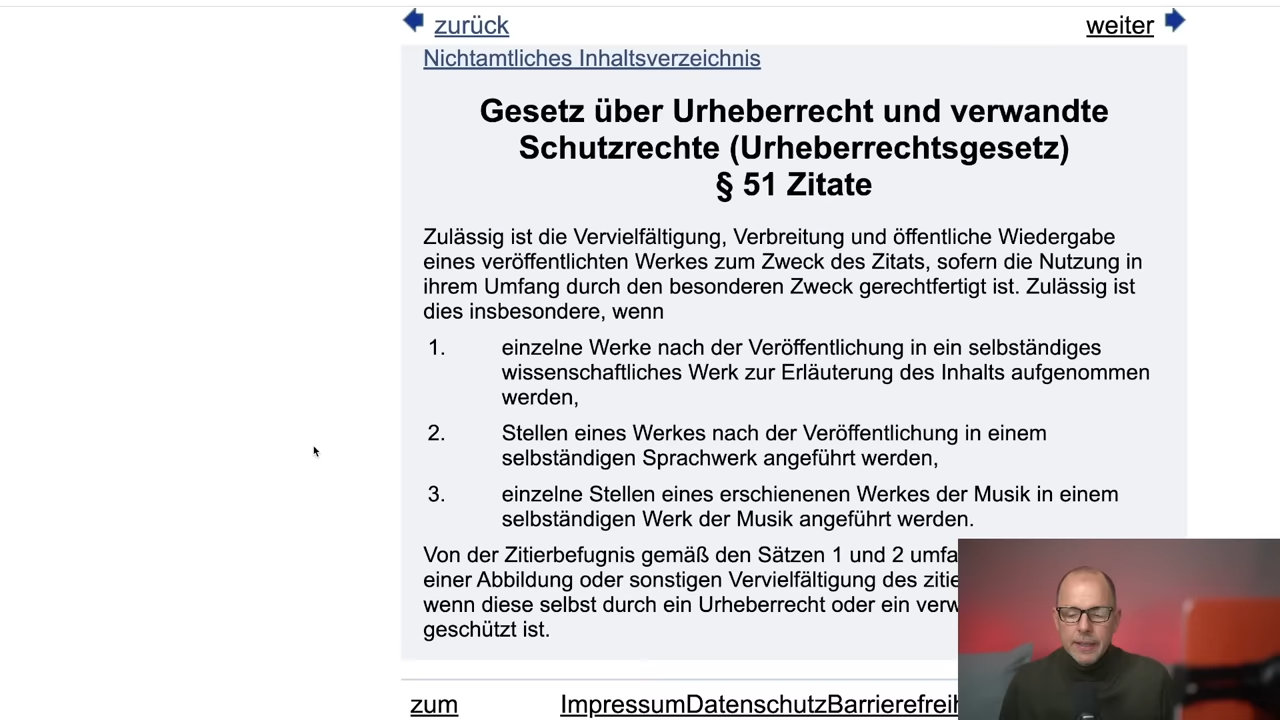 zurück weiter
Nichtamtliches Inhaltsverzeichnis
Gesetz über Urheberrecht und verwandte
Schutzrechte (Urheberrechtsgesetz)
§ 51 Zitate
Zulässig ist die Vervielfältigung, Verbreitung und öffentliche Wiedergabe
eines veröffentlichten Werkes zum Zweck des Zitats, sofern die Nutzung in
ihrem Umfang durch den besonderen Zweck gerechtfertigt ist. Zulässig ist
dies insbesondere, wenn
1. einzelne Werke nach der Veröffentlichung in ein selbständiges
wissenschaftliches Werk zur Erläuterung des Inhalts aufgenommen
werden,
2. Stellen eines Werkes nach der Veröffentlichung in einem
selbständigen Sprachwerk angeführt werden,
3. einzelne Stellen eines erschienenen Werkes der Musik in einem
selbständigen Werk der Musik angeführt werden.
Von der Zitierbefugnis gemäß den Sätzen 1 und 2 umfa
einer Abbildung oder sonstigen Vervielfältigung des zitie
wenn diese selbst durch ein Urheberrecht oder ein verw
geschützt ist.
zum ImpressumDatenschutzBarrierefreih